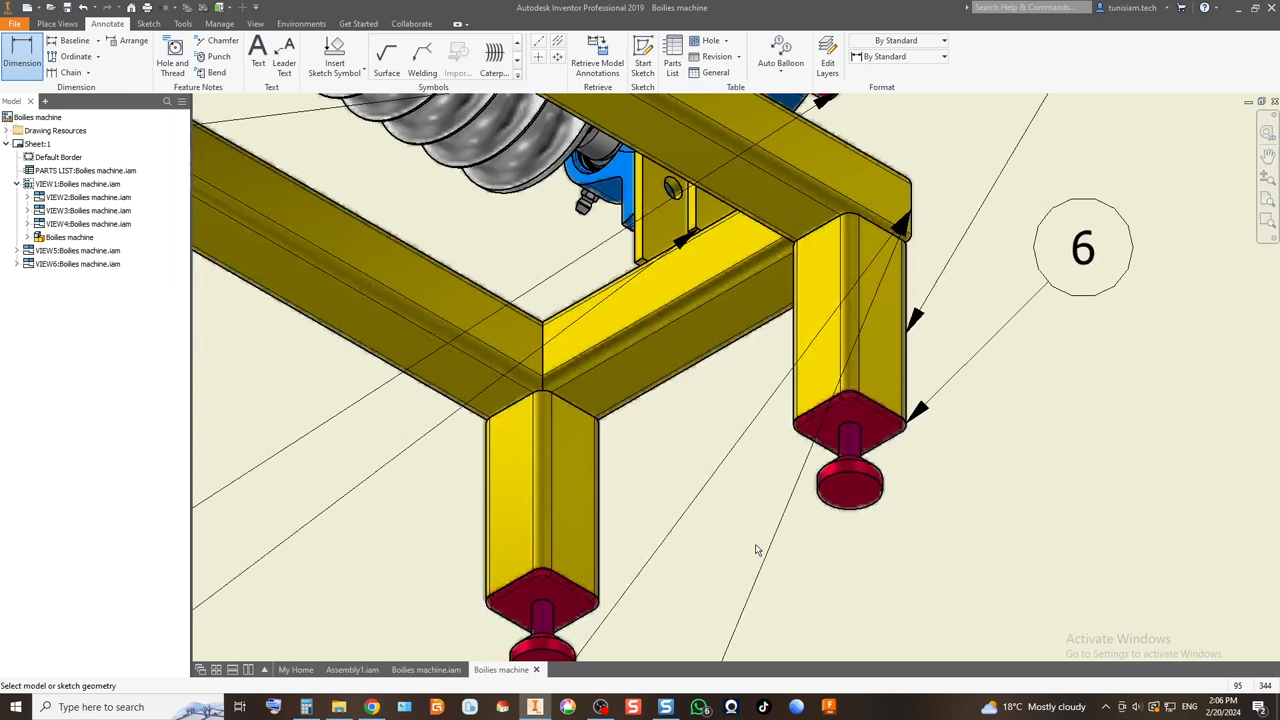 Autodesk Inventor Professional 2019   Boilies machine
Search Help & Commands...
tunisiam.tech
File
Place Views
Annotate
Sketch
Tools
Manage
View
Environments
Get Started
Collaborate
Dimension
Baseline
Ordinate
Chain
Arrange
Dimension
Hole and
Thread
Chamfer
Punch
Bend
Feature Notes
Text
Leader
Text
Text
Insert
Sketch Symbol
Surface
Welding
Impor...
Caterp...
Symbols
Retrieve Model
Annotations
Retrieve
Start
Sketch
Sketch
Parts
List
Hole
Revision
General
Table
Auto Balloon
Edit
Layers
By Standard
By Standard
Format
Model
Boilies machine
Drawing Resources
Sheet:1
Default Border
PARTS LIST:Boilies machine.iam
VIEW1:Boilies machine.iam
VIEW2:Boilies machine.iam
VIEW3:Boilies machine.iam
VIEW4:Boilies machine.iam
Boilies machine
VIEW5:Boilies machine.iam
VIEW6:Boilies machine.iam
6
Activate Windows
Go to Settings to activate Windows.
My Home
Assembly1.iam
Boilies machine.iam
Boilies machine
Select model or sketch geometry
95
344
Type here to search
6
18°C Mostly cloudy
2:06 PM
2/20/2024